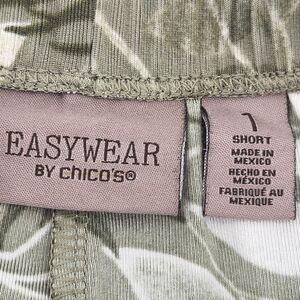 EASYWEAR
BY chico's®
1
SHORT
MADE IN
MEXICO
HECHO EN
MÉXICO
FABRIQUÉ AU
MEXIQUE